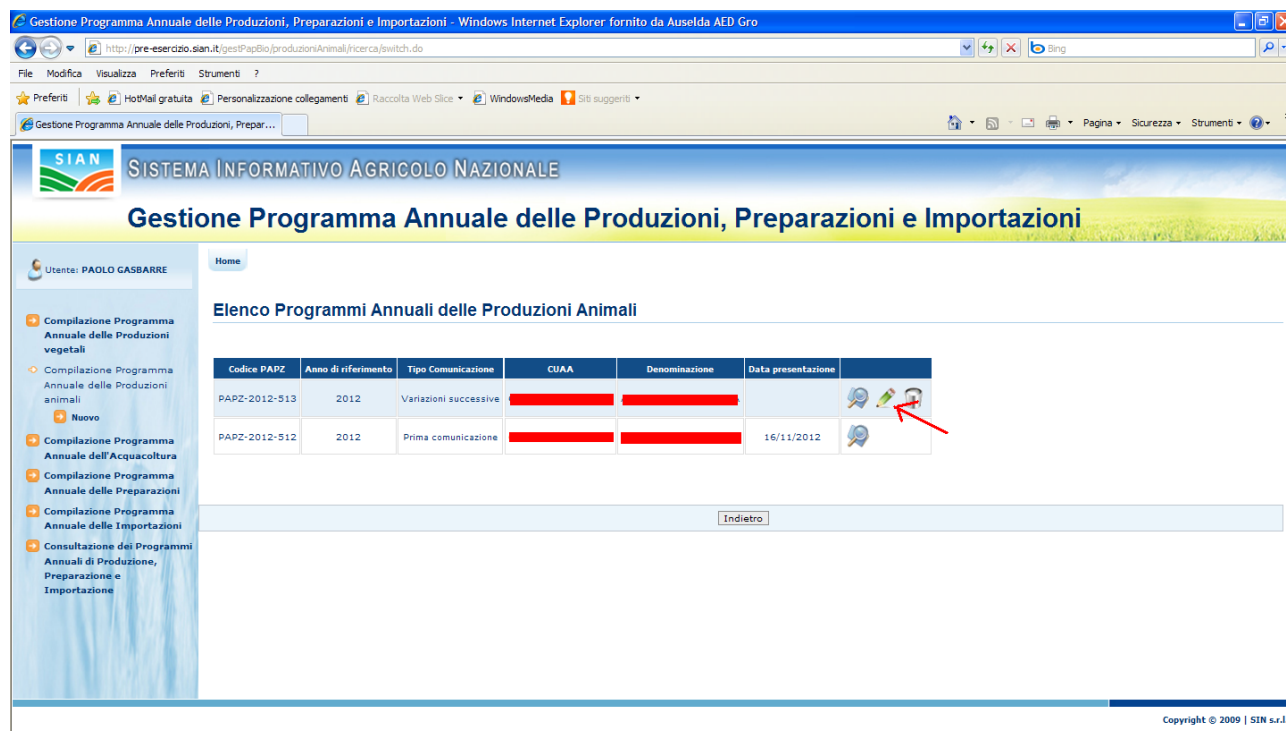 Gestione Programma Annuale delle Produzioni, Preparazioni e Importazioni - Windows Internet Explorer fornito da Auselda AED Gro
http://pre-esercizio.sian.it/gestPapBio/produzioniAnimali/ricerca/switch.do
Bing
File Modifica Visualizza Preferiti Strumenti ?
Preferiti HotMail gratuita Personalizzazione collegamenti Raccolta Web Slice WindowsMedia Siti suggeriti
Gestione Programma Annuale delle Produzioni, Prepar... Pagina Sicurezza Strumenti
SIAN
SISTEMA INFORMATIVO AGRICOLO NAZIONALE
Gestione Programma Annuale delle Produzioni, Preparazioni e Importazioni
Utente: PAOLO GASBARRE
Home
Elenco Programmi Annuali delle Produzioni Animali
Compilazione Programma
Annuale delle Produzioni
vegetali
Compilazione Programma
Annuale delle Produzioni
animali
Nuovo
Compilazione Programma
Annuale dell'Acquacoltura
Compilazione Programma
Annuale delle Preparazioni
Compilazione Programma
Annuale delle Importazioni
Consultazione dei Programmi
Annuali di Produzione,
Preparazione e
Importazione
Codice PAPZ Anno di riferimento Tipo Comunicazione CUAA Denominazione Data presentazione
PAPZ-2012-513 2012 Variazioni successive
PAPZ-2012-512 2012 Prima comunicazione 16/11/2012
Indietro
Copyright © 2009 | SIN s.r.l.